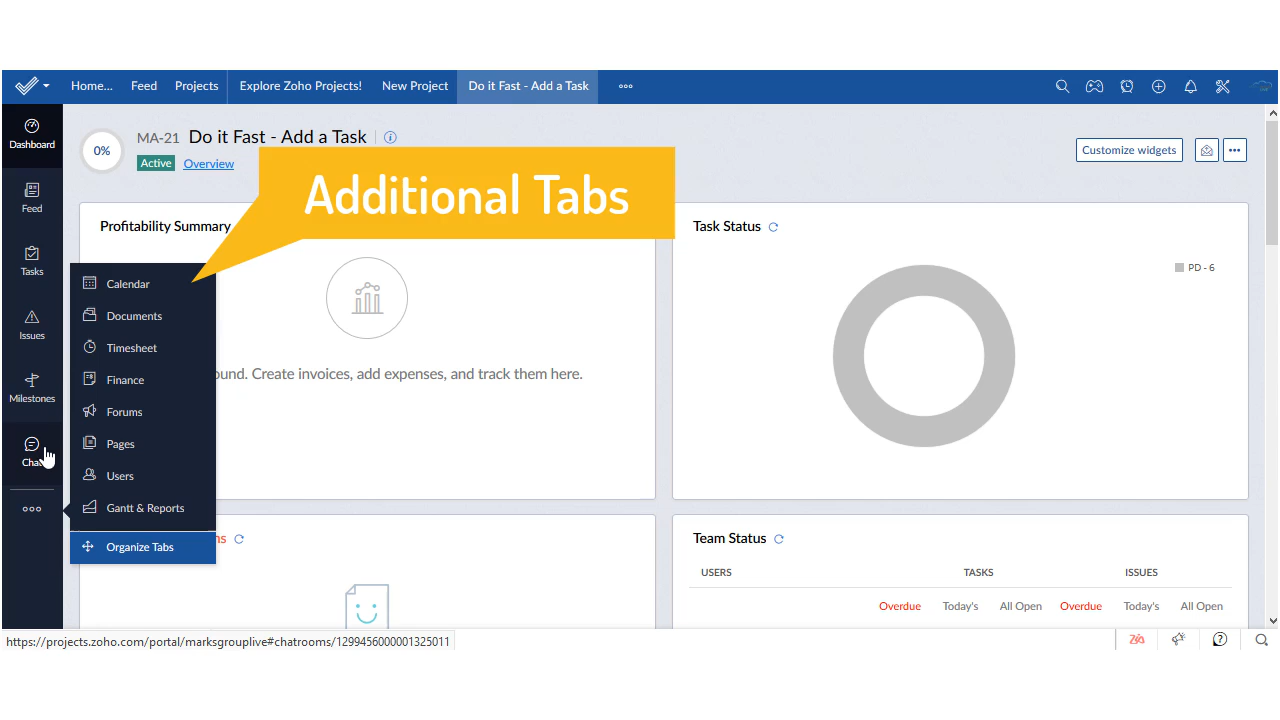 Home... Feed Projects Explore Zoho Projects! New Project Do it Fast - Add a Task
Dashboard
Feed
Tasks
Issues
Milestones
0%
MA-21 Do it Fast - Add a Task
Active Overview
Customize widgets
Additional Tabs
Profitability Summary
Task Status
PD - 6
Calendar
Documents
Timesheet
Finance
Forums
Pages
Users
Gantt & Reports
Organize Tabs
Create invoices, add expenses, and track them here.
Team Status
USERS TASKS ISSUES
Overdue Today's All Open Overdue Today's All Open
https://projects.zoho.com/portal/marksgrouplive#chatrooms/1299456000001325011
Zia